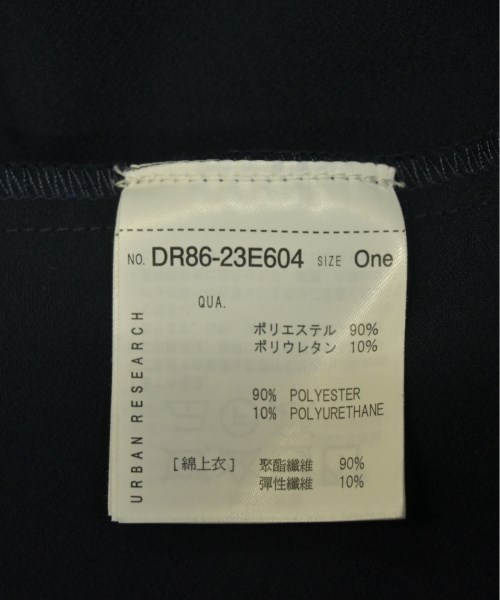 NO. DR86-23E604 SIZE One
QUA.
ポリエステル 90%
ポリウレタン 10%
90% POLYESTER
10% POLYURETHANE
[綿上衣] 聚酯纖維 90%
彈性纖維 10%
URBAN RESEARCH